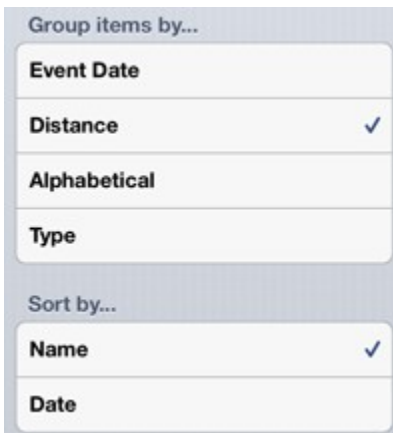 Group items by...
Event Date
Distance
Alphabetical
Type
Sort by...
Name
Date